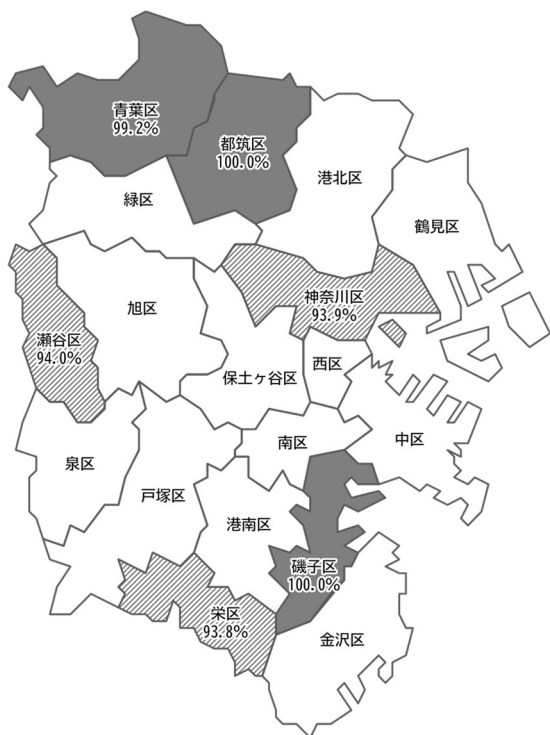 青葉区
99.2%
都筑区
100.0%
港北区
緑区
鶴見区
神奈川区
93.9%
旭区
瀬谷区
94.0%
西区
保土ヶ谷区
南区
中区
泉区
戸塚区
港南区
磯子区
100.0%
栄区
93.8%
金沢区